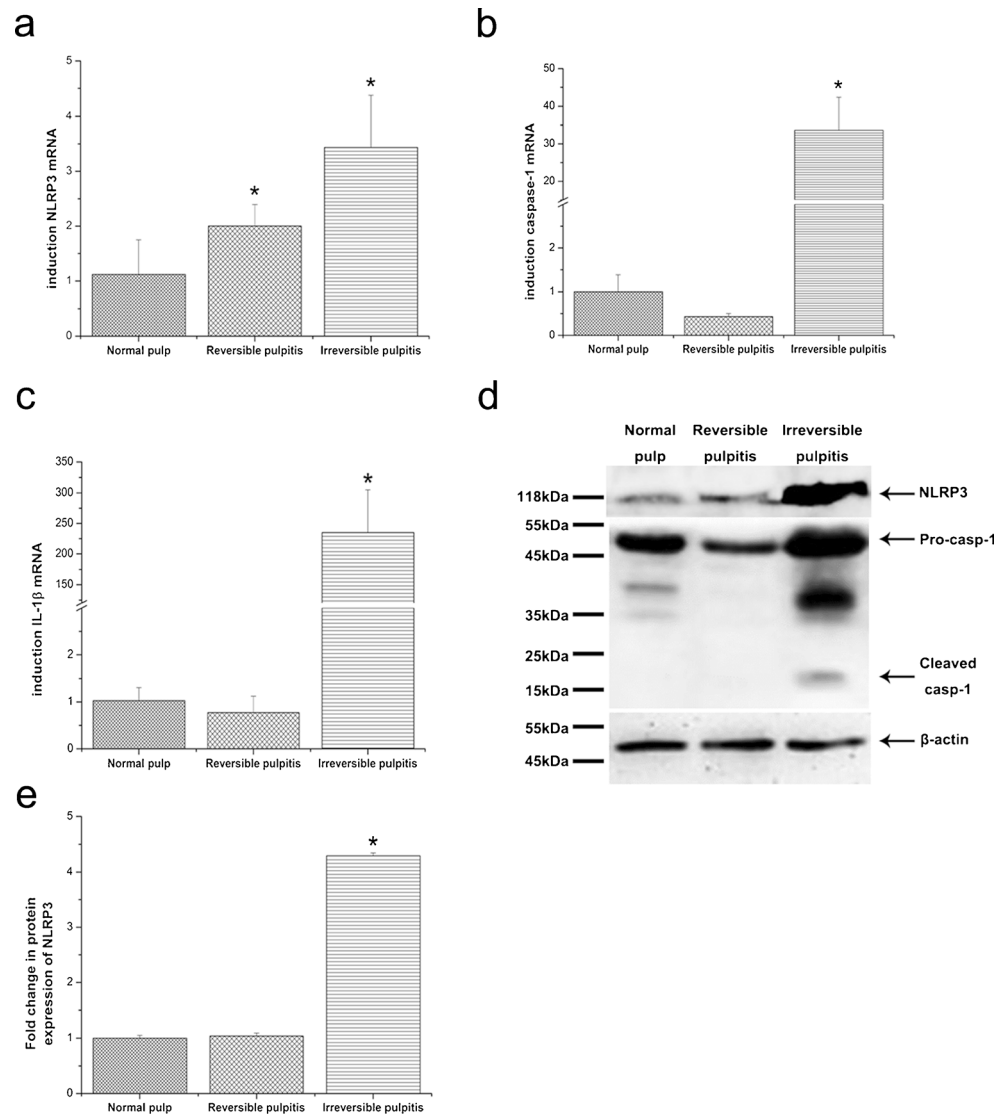 a
5
4
3
2
1
0
induction NLRP3 mRNA
*
*
Normal pulp
Reversible pulpitis
Irreversible pulpitis
b
50
40
30
20
2
1
0
induction caspase-1 mRNA
*
Normal pulp
Reversible pulpitis
Irreversible pulpitis
c
350
300
250
200
150
2
1
0
induction IL-1β mRNA
*
Normal pulp
Reversible pulpitis
Irreversible pulpitis
d
Normal pulp
Reversible pulpitis
Irreversible pulpitis
118kDa
NLRP3
55kDa
Pro-casp-1
45kDa
35kDa
25kDa
Cleaved
casp-1
15kDa
55kDa
β-actin
45kDa
e
5
4
3
2
1
0
Fold change in protein
expression of NLRP3
*
Normal pulp
Reversible pulpitis
Irreversible pulpitis